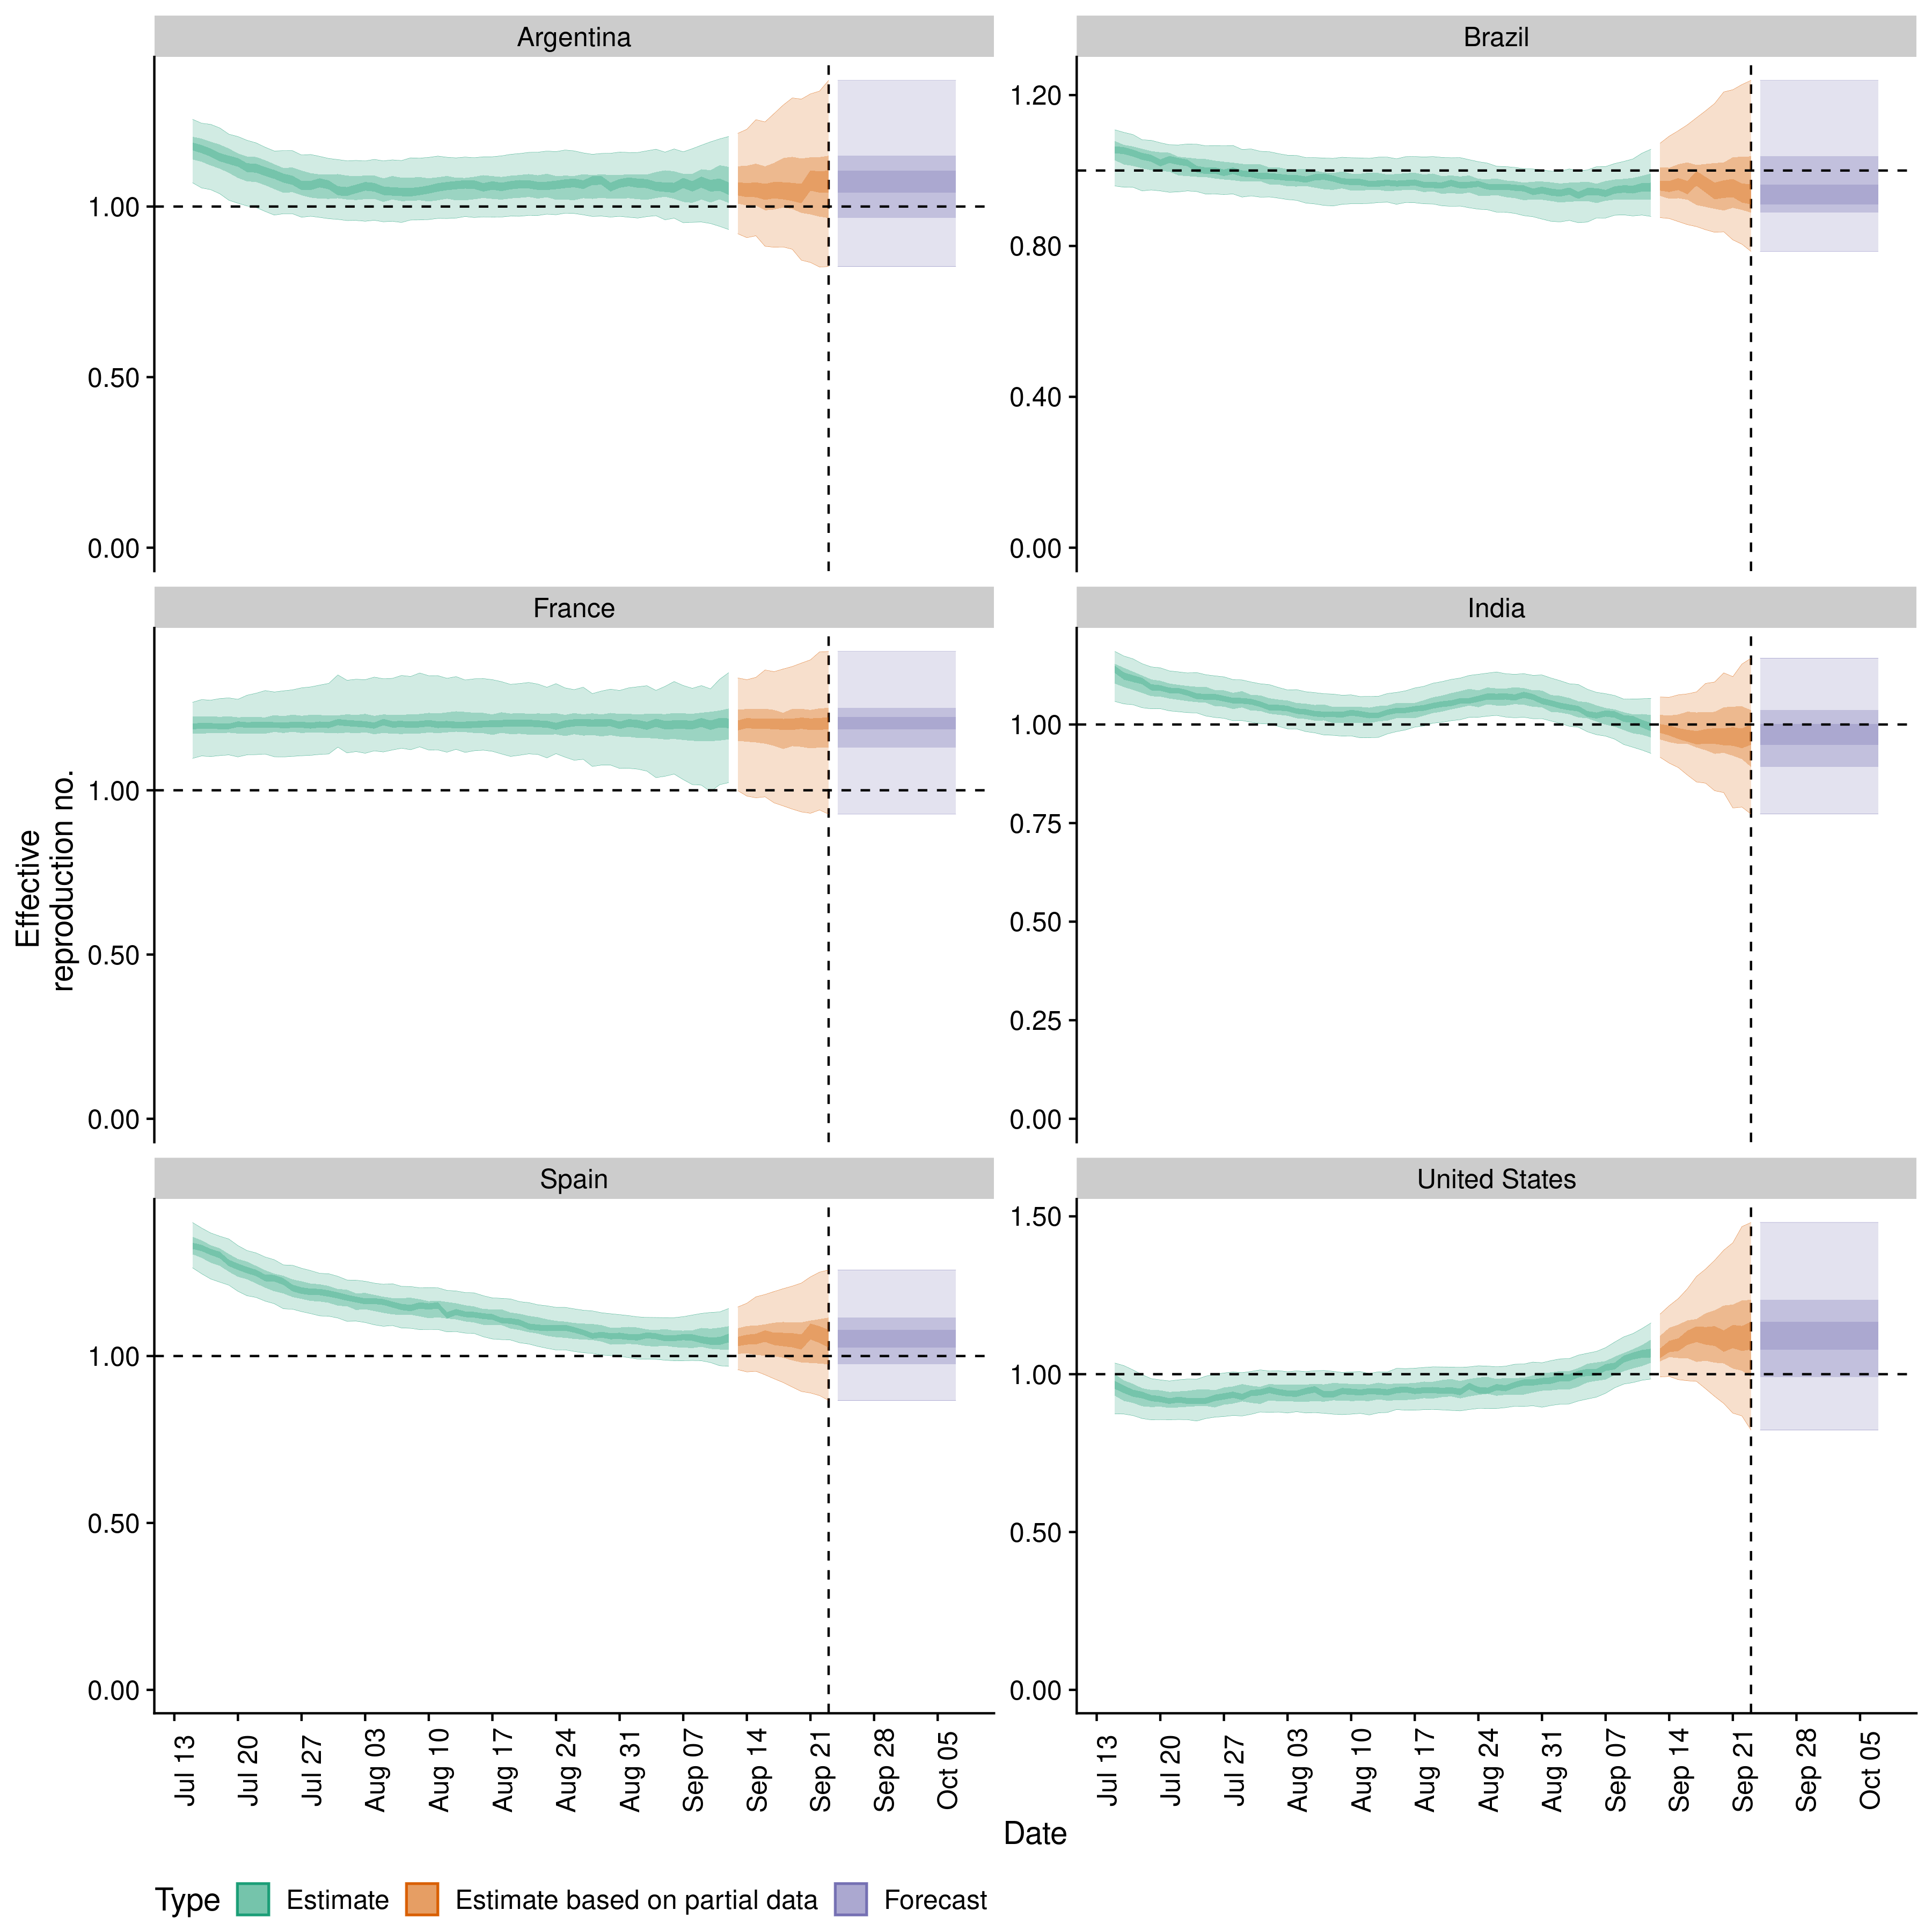 Argentina
Brazil
1.00
0.50
0.00
1.20
0.80
0.40
0.00
France
India
1.00
0.50
0.00
1.00
0.75
0.50
0.25
0.00
Spain
United States
1.00
0.50
0.00
1.50
1.00
0.50
0.00
Effective
reproduction no.
Jul 13
Jul 20
Jul 27
Aug 03
Aug 10
Aug 17
Aug 24
Aug 31
Sep 07
Sep 14
Sep 21
Sep 28
Oct 05
Jul 13
Jul 20
Jul 27
Aug 03
Aug 10
Aug 17
Aug 24
Aug 31
Sep 07
Sep 14
Sep 21
Sep 28
Oct 05
Date
Type Estimate Estimate based on partial data Forecast